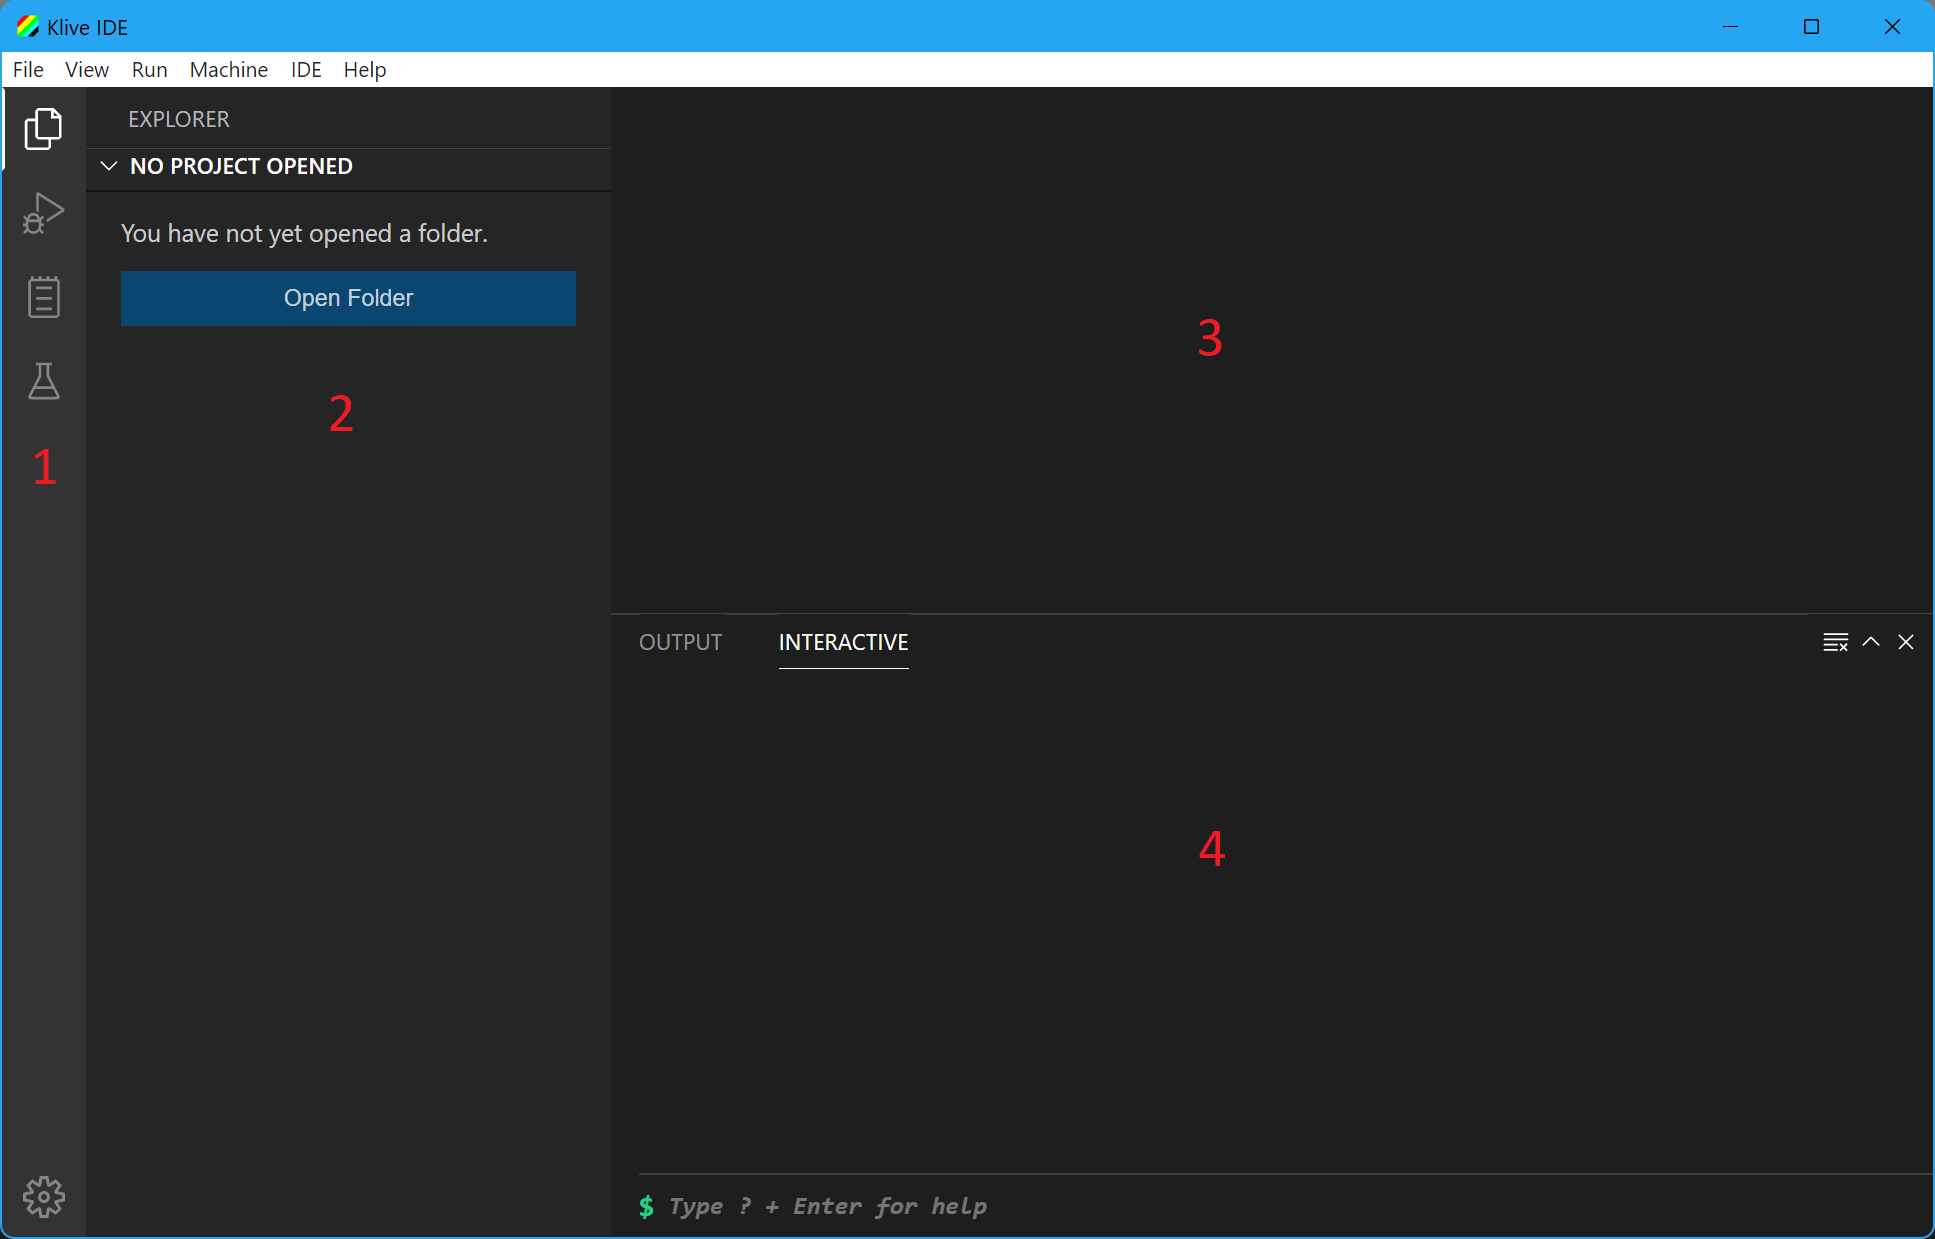 Klive IDE
File View Run Machine IDE Help
EXPLORER
NO PROJECT OPENED
You have not yet opened a folder.
Open Folder
1
2
3
OUTPUT INTERACTIVE
4
$ Type ? + Enter for help